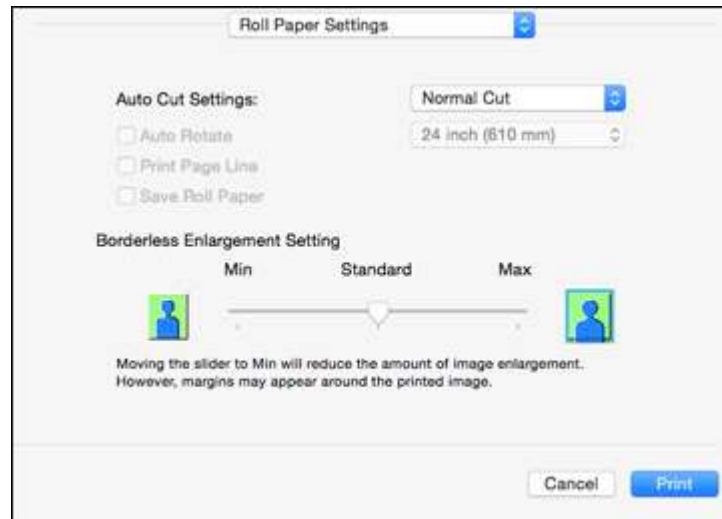 Roll Paper Settings
Auto Cut Settings: Normal Cut
Auto Rotate 24 inch (610 mm)
Print Page Line
Save Roll Paper
Borderless Enlargement Setting
Min Standard Max
Moving the slider to Min will reduce the amount of image enlargement.
However, margins may appear around the printed image.
Cancel Print